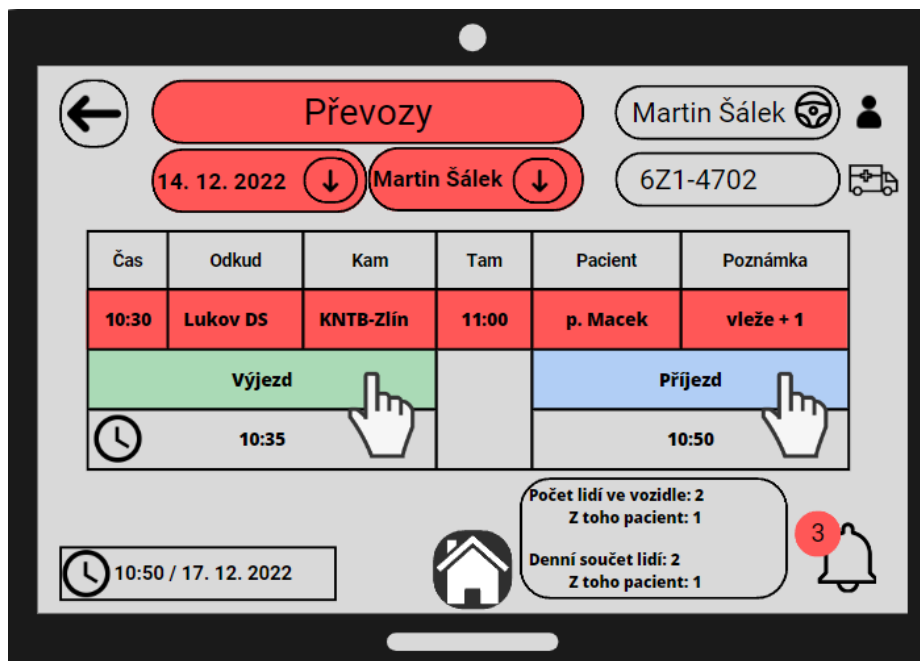 Převozy
Martin Šálek
14. 12. 2022
Martin Šálek
6Z1-4702
Čas Odkud Kam Tam Pacient Poznámka
10:30 Lukov DS KNTB-Zlín 11:00 p. Macek vleže + 1
Výjezd Příjezd
10:35 10:50
Počet lidí ve vozidle: 2
Z toho pacient: 1
Denní součet lidí: 2
Z toho pacient: 1
3
10:50 / 17. 12. 2022